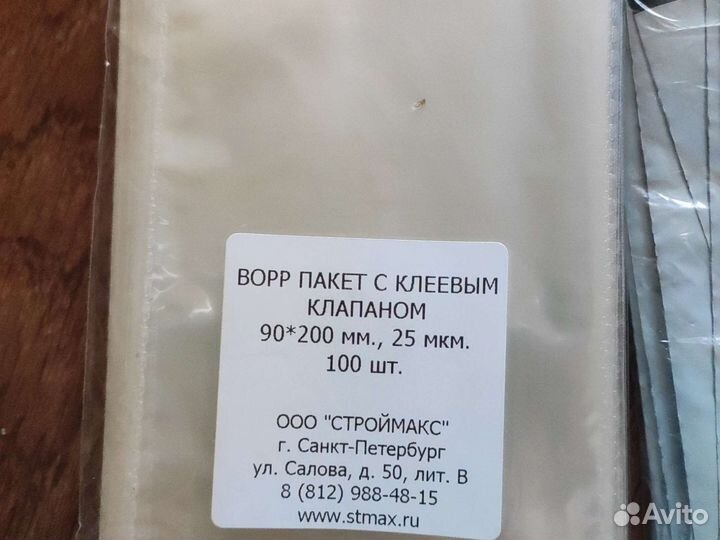 BOPP ПАКЕТ С КЛЕЕВЫМ
КЛАПАНОМ
90*200 мм., 25 мкм.
100 шт.
ООО "СТРОЙМАКС"
г. Санкт-Петербург
ул. Салова, д. 50, лит. В
8 (812) 988-48-15
www.stmax.ru
Avito